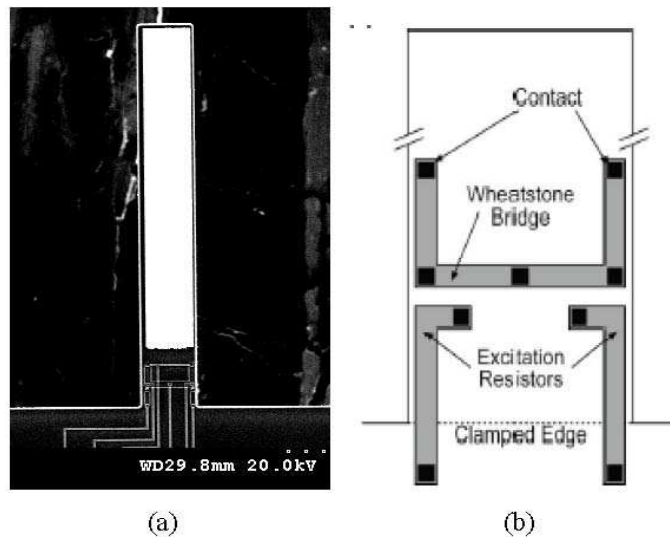 WD29.8mm 20.0kV
(a)
Contact
Wheatstone
Bridge
Excitation
Resistors
Clamped Edge
(b)